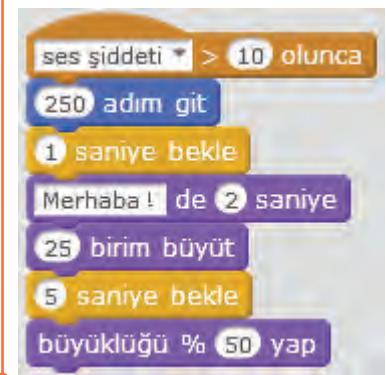 ses şiddeti > 10 olunca
250 adım git
1 saniye bekle
Merhaba! de 2 saniye
25 birim büyüt
5 saniye bekle
büyüklüğü % 50 yap